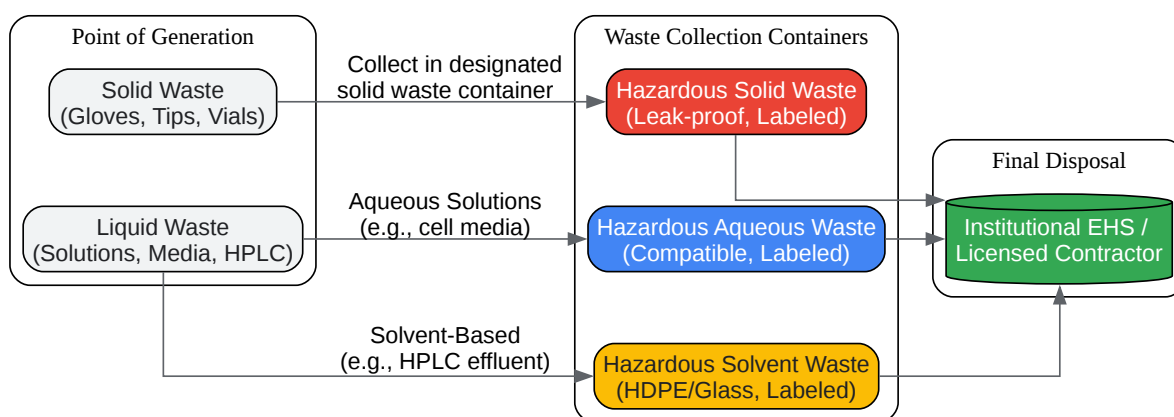 Point of Generation
Solid Waste
(Gloves, Tips, Vials)
Liquid Waste
(Solutions, Media, HPLC)
Collect in designated
solid waste container
Aqueous Solutions
(e.g., cell media)
Solvent-Based
(e.g., HPLC effluent)
Waste Collection Containers
Hazardous Solid Waste
(Leak-proof, Labeled)
Hazardous Aqueous Waste
(Compatible, Labeled)
Hazardous Solvent Waste
(HDPE/Glass, Labeled)
Final Disposal
Institutional EHS /
Licensed Contractor